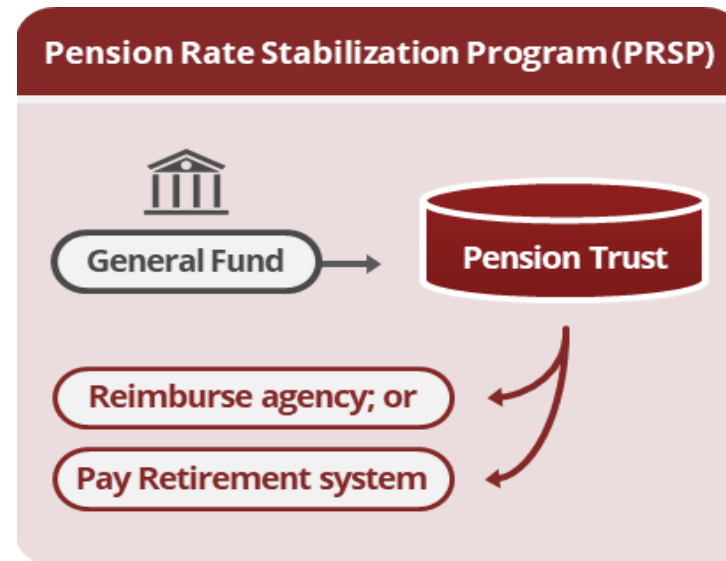 Pension Rate Stabilization Program (PRSP)
General Fund
Pension Trust
Reimburse agency; or
Pay Retirement system